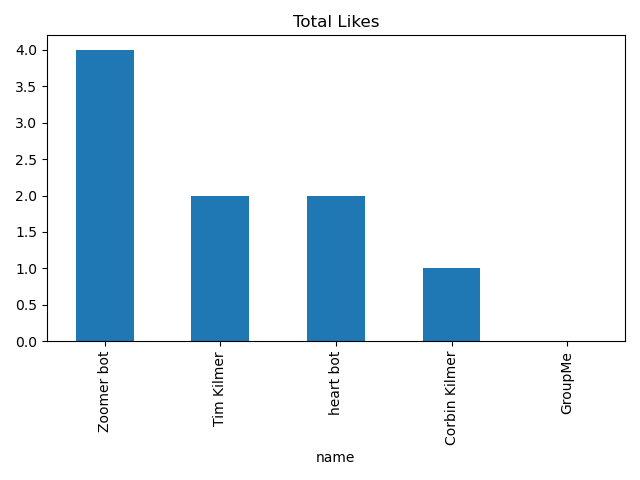 Total Likes
4.0
3.5
3.0
2.5
2.0
1.5
1.0
0.5
0.0
Zoomer bot
Tim Kilmer
heart bot
Corbin Kilmer
GroupMe
name